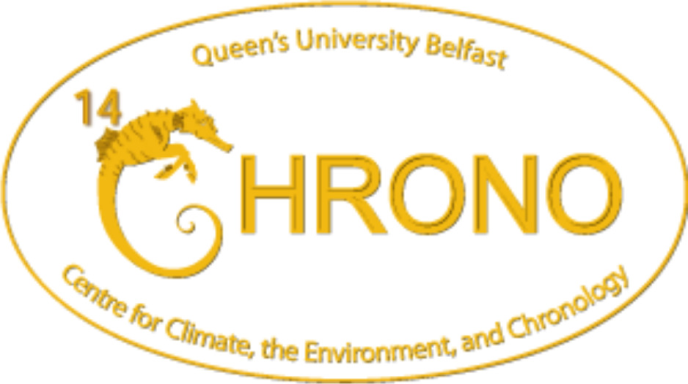 Queen's University Belfast
14
CHRONO
Centre for Climate, the Environment, and Chronology